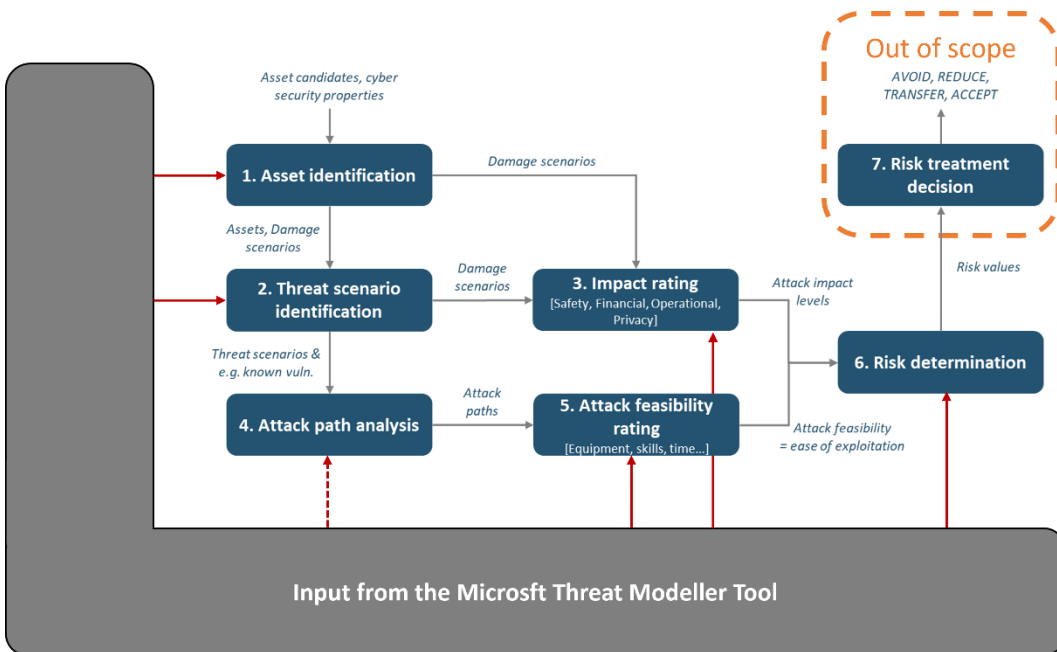 Out of scope
AVOID, REDUCE,
TRANSFER, ACCEPT
Asset candidates, cyber
security properties
1. Asset identification
Damage scenarios
7. Risk treatment
decision
Assets, Damage
scenarios
Damage
scenarios
Risk values
2. Threat scenario
identification
3. Impact rating
[Safety, Financial, Operational,
Privacy]
Attack impact
levels
6. Risk determination
Threat scenarios &
e.g. known vuln.
Attack
paths
4. Attack path analysis
5. Attack feasibility
rating
[Equipment, skills, time...]
Attack feasibility
= ease of exploitation
Input from the Microsft Threat Modeller Tool